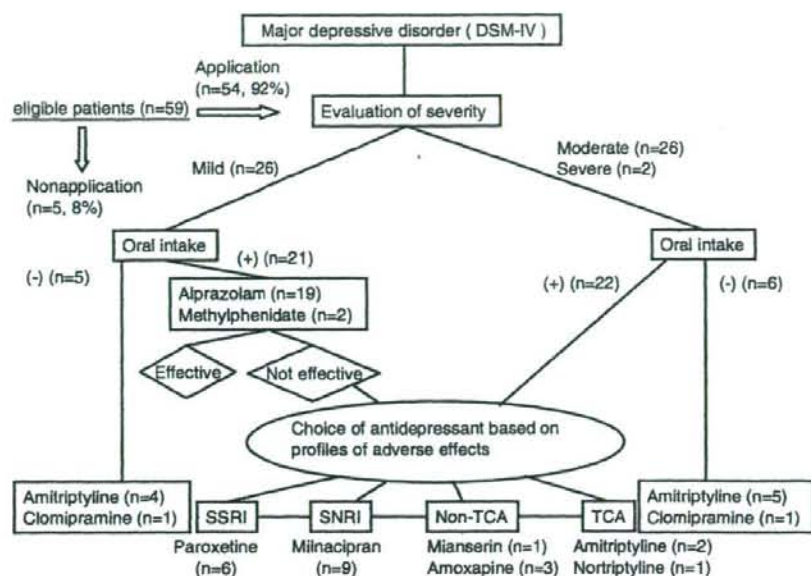 Major depressive disorder ( DSM-IV )
Application
(n=54, 92%)
eligible patients (n=59)
Evaluation of severity
Nonapplication
(n=5, 8%)
Mild (n=26)
Moderate (n=26)
Severe (n=2)
Oral intake
Oral intake
(-) (n=5)
(+) (n=21)
(+) (n=22)
(-) (n=6)
Alprazolam (n=19)
Methylphenidate (n=2)
Effective
Not effective
Choice of antidepressant based on
profiles of adverse effects
Amitriptyline (n=4)
Clomipramine (n=1)
SSRI
SNRI
Non-TCA
TCA
Amitriptyline (n=5)
Clomipramine (n=1)
Paroxetine
(n=6)
Milnacipran
(n=9)
Mianserin (n=1)
Amoxapine (n=3)
Amitriptyline (n=2)
Nortriptyline (n=1)